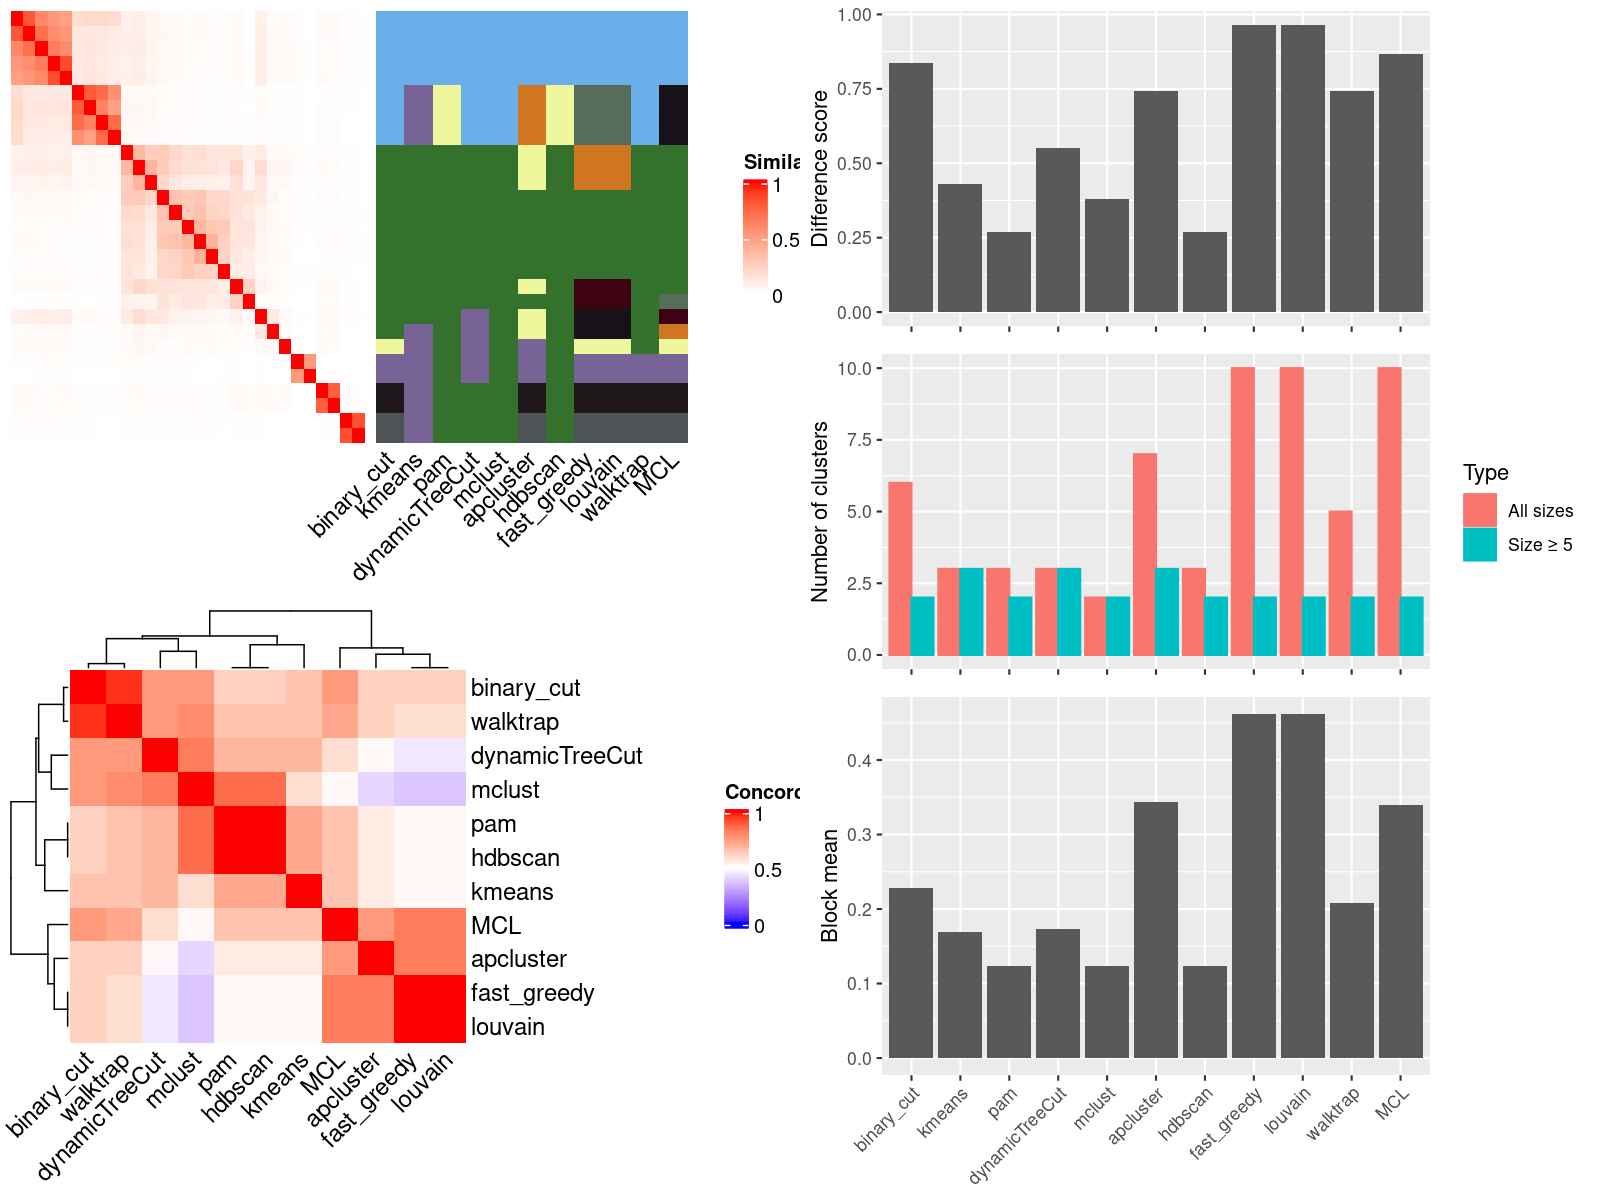 Simila
1
0.5
0
binary_cut
kmeans
pam
dynamicTreeCut
mclust
apcluster
hdbscan
fast_greedy
louvain
walktrap
MCL
binary_cut
walktrap
dynamicTreeCut
mclust
pam
hdbscan
kmeans
MCL
apcluster
fast_greedy
louvain
binary_cut
walktrap
dynamicTreeCut
mclust
pam
hdbscan
kmeans
MCL
apcluster
fast_greedy
louvain
Concord
1
0.5
0
Difference score
1.00
0.75
0.50
0.25
0.00
Number of clusters
10.0
7.5
5.0
2.5
0.0
Type
All sizes
Size ≥ 5
Block mean
0.4
0.3
0.2
0.1
0.0
binary_cut
kmeans
pam
dynamicTreeCut
mclust
apcluster
hdbscan
fast_greedy
louvain
walktrap
MCL